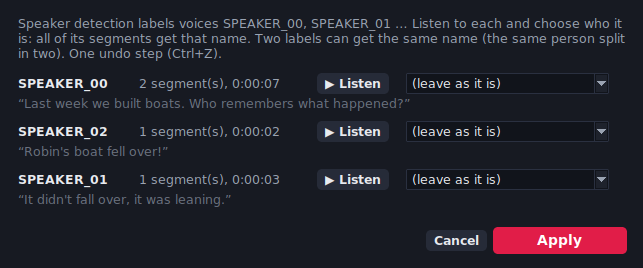 Speaker detection labels voices SPEAKER_00, SPEAKER_01 ... Listen to each and choose who it
is: all of its segments get that name. Two labels can get the same name (the same person split
in two). One undo step (Ctrl+Z).
SPEAKER_00 2 segment(s), 0:00:07 ▶ Listen (leave as it is)
“Last week we built boats. Who remembers what happened?”
SPEAKER_02 1 segment(s), 0:00:02 ▶ Listen (leave as it is)
“Robin's boat fell over!”
SPEAKER_01 1 segment(s), 0:00:03 ▶ Listen (leave as it is)
“It didn't fall over, it was leaning.”
Cancel Apply